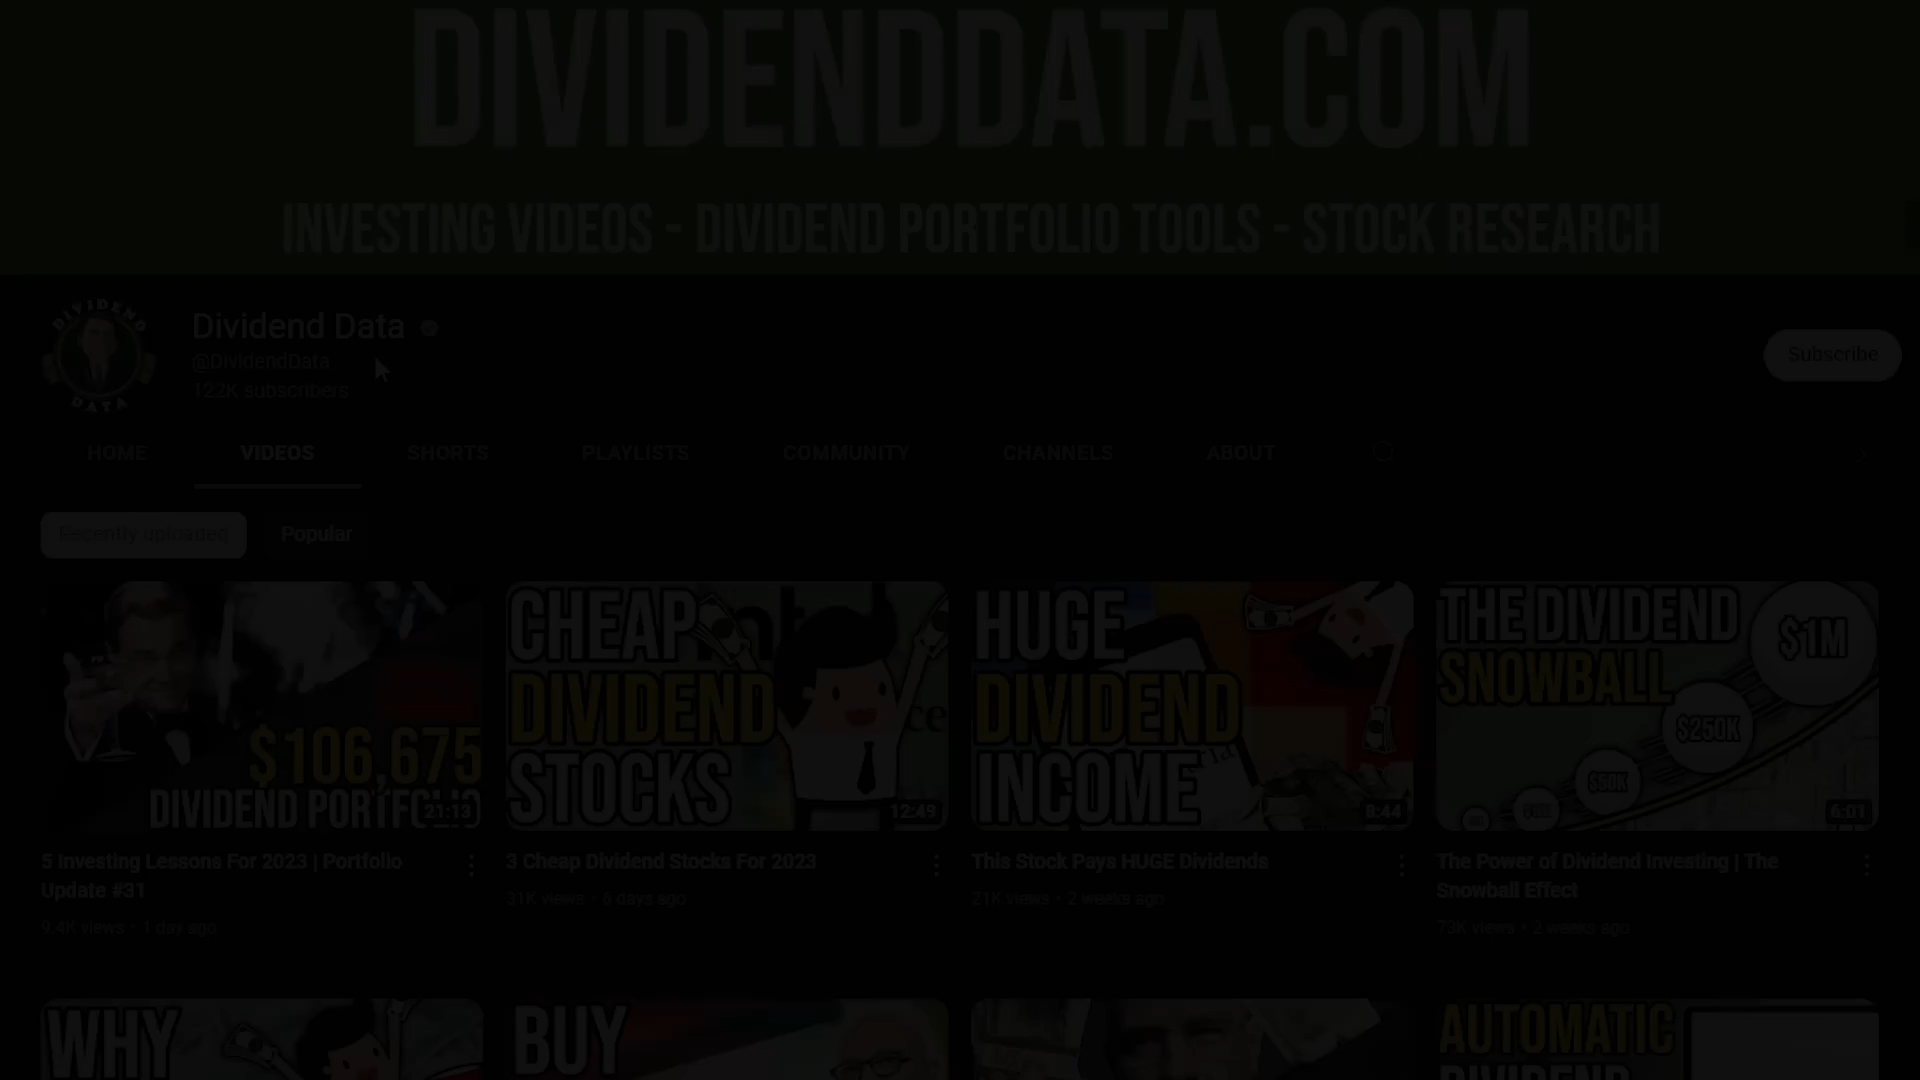 DIVIDENDDATA.COM
INVESTING VIDEOS - DIVIDEND PORTFOLIO TOOLS - STOCK RESEARCH
DIVIDEND
DATA
Dividend Data
@DividendData
122K subscribers
Subscribe
HOME VIDEOS SHORTS PLAYLISTS COMMUNITY CHANNELS ABOUT
Recently uploaded Popular
$106,675
DIVIDEND PORTFOLIO
21:13
CHEAP
DIVIDEND
STOCKS
12:49
HUGE
DIVIDEND
INCOME
8:44
THE DIVIDEND
SNOWBALL
$1M
$250K
$50K
6:01
5 Investing Lessons For 2023 | Portfolio
Update #31
9.4K views • 1 day ago
3 Cheap Dividend Stocks For 2023
31K views • 6 days ago
This Stock Pays HUGE Dividends
21K views • 2 weeks ago
The Power of Dividend Investing | The
Snowball Effect
73K views • 2 weeks ago
WHY
BUY
AUTOMATIC
DIVIDEND